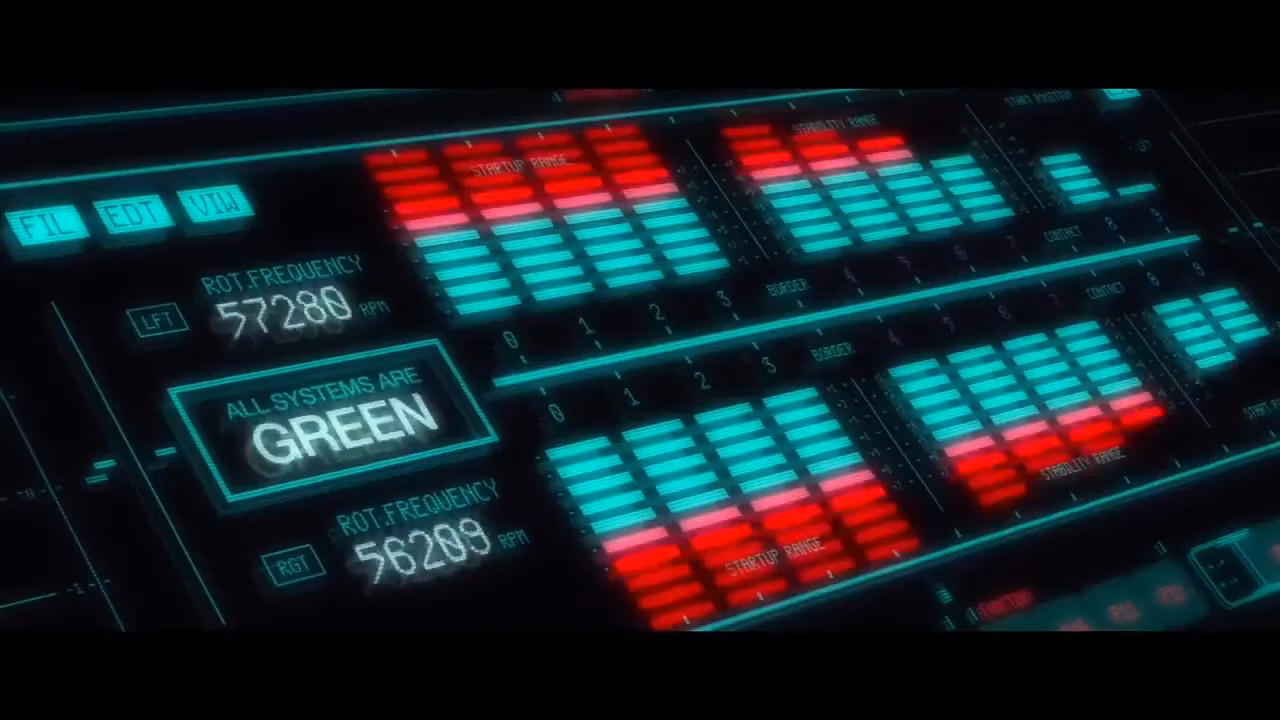 START POSITION
STABILITY RANGE
STARTUP RANGE
FIL EDT VIW
ROT.FREQUENCY
LFT 57280 RPM
0 1 2 3 BORDER 4 5 6 7 CONTACT 8 9
0 1 2 3 BORDER 4 5 6 7 CONTACT 8 9
ALL SYSTEMS ARE
GREEN
ROT.FREQUENCY
RGT 56209 RPM
STABILITY RANGE
STARTUP RANGE